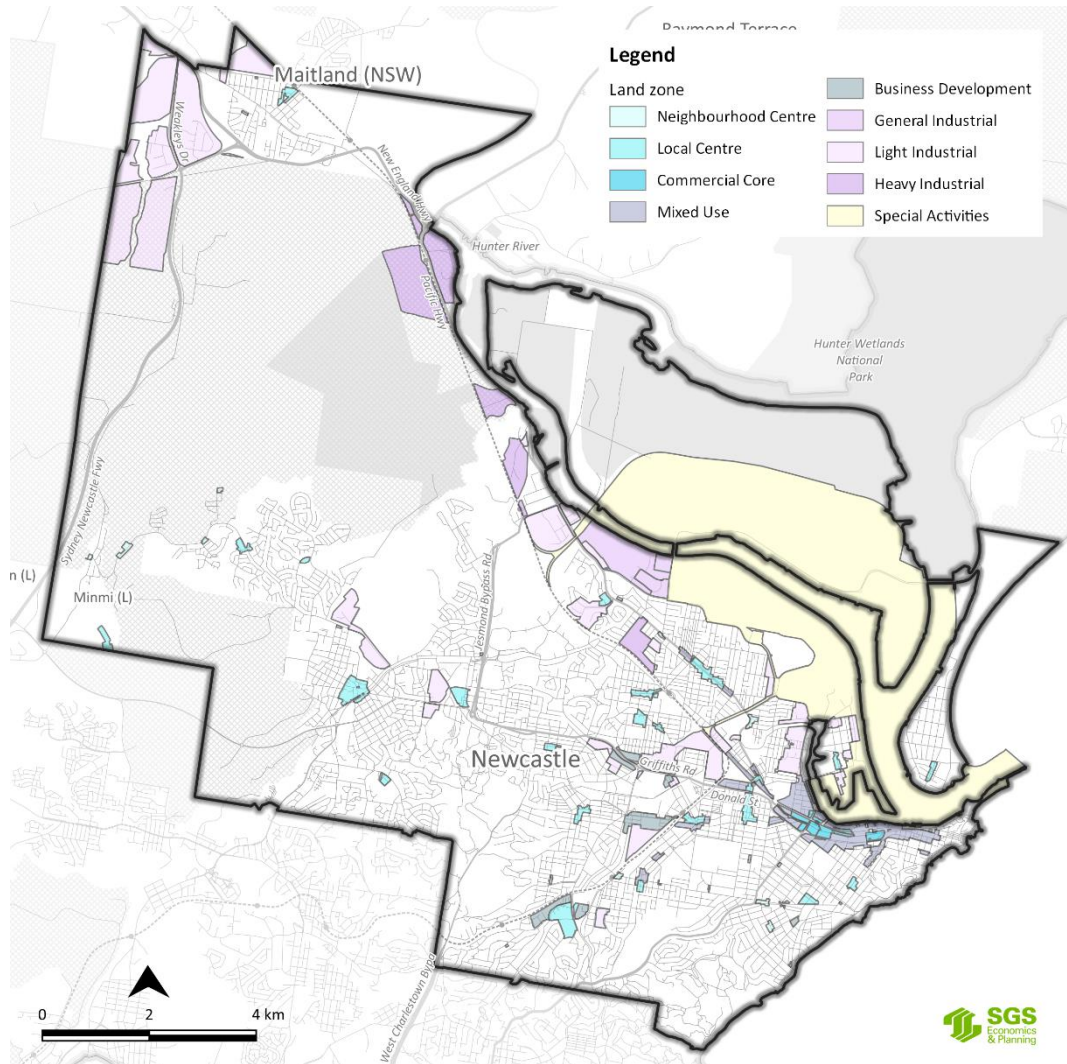 Raymond Terrace
Legend
Land zone
Neighbourhood Centre
Local Centre
Commercial Core
Mixed Use
Business Development
General Industrial
Light Industrial
Heavy Industrial
Special Activities
Maitland (NSW)
Weakleys Dr
New England Hwy
Hunter River
Pacific Hwy
Hunter Wetlands
National
Park
Sydney Newcastle Fwy
n (L)
Minmi (L)
Jesmond Bypass Rd
Newcastle
Griffiths Rd
Donald St
West Charlestown Bypa
0 2 4 km
SGS
Economics
& Planning